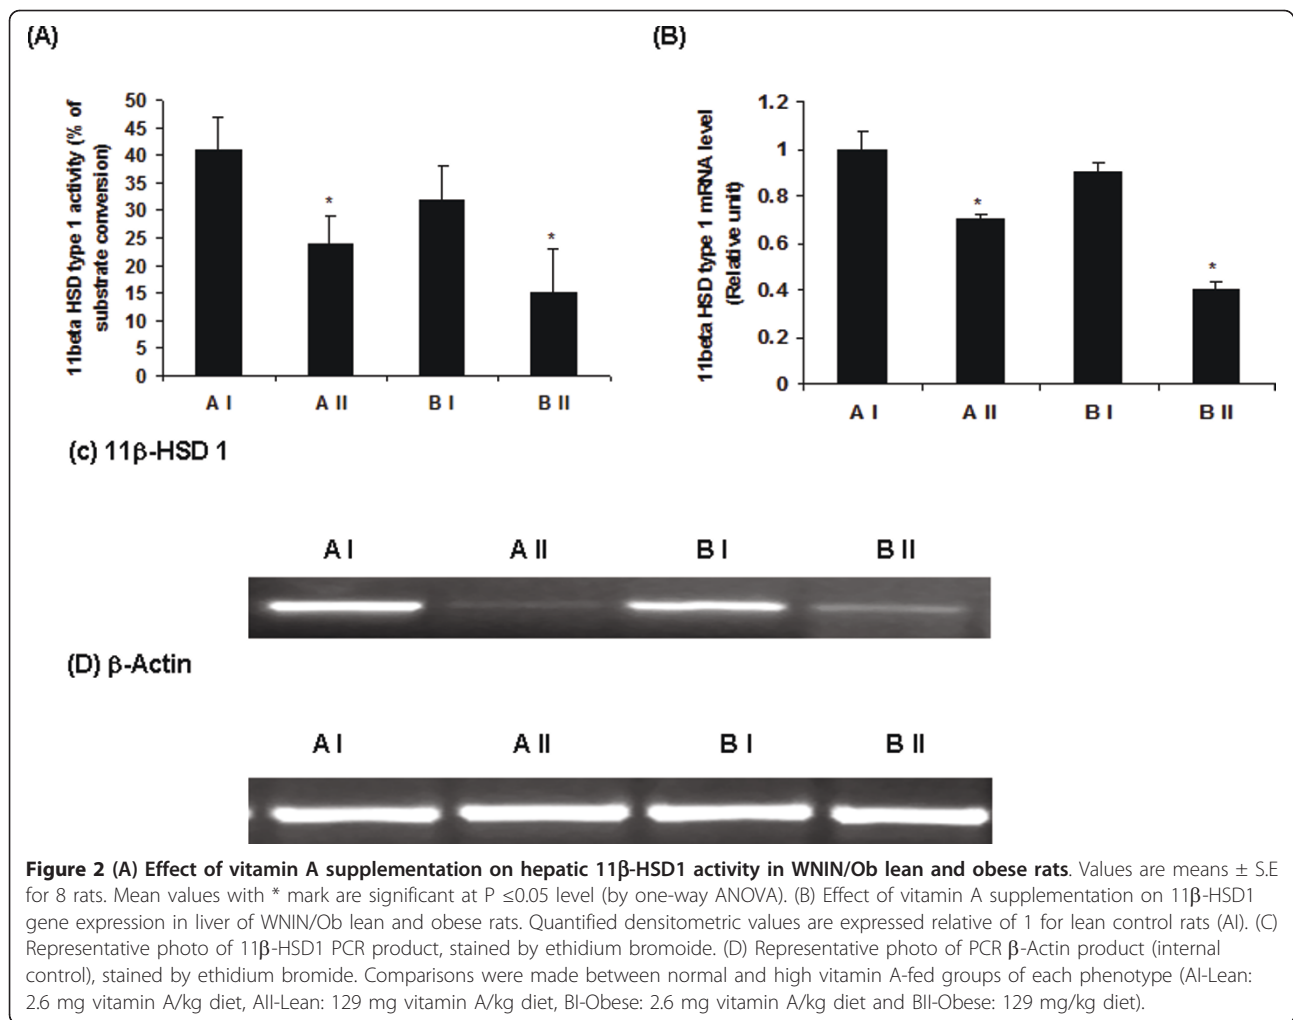 (A)
(B)
11beta HSD type 1 activity (% of
substrate conversion)
50
45
40
35
30
25
20
15
10
5
0
*
*
A I A II B I B II
11beta HSD type 1 mRNA level
(Relative unit)
1.2
1
0.8
0.6
0.4
0.2
0
*
*
A I A II B I B II
(c) 11β-HSD 1
A I A II B I B II
(D) β-Actin
A I A II B I B II
Figure 2 (A) Effect of vitamin A supplementation on hepatic 11β-HSD1 activity in WNIN/Ob lean and obese rats. Values are means ± S.E
for 8 rats. Mean values with * mark are significant at P ≤0.05 level (by one-way ANOVA). (B) Effect of vitamin A supplementation on 11β-HSD1
gene expression in liver of WNIN/Ob lean and obese rats. Quantified densitometric values are expressed relative of 1 for lean control rats (AI). (C)
Representative photo of 11β-HSD1 PCR product, stained by ethidium bromoide. (D) Representative photo of PCR β-Actin product (internal
control), stained by ethidium bromide. Comparisons were made between normal and high vitamin A-fed groups of each phenotype (AI-Lean:
2.6 mg vitamin A/kg diet, AII-Lean: 129 mg vitamin A/kg diet, BI-Obese: 2.6 mg vitamin A/kg diet and BII-Obese: 129 mg/kg diet).